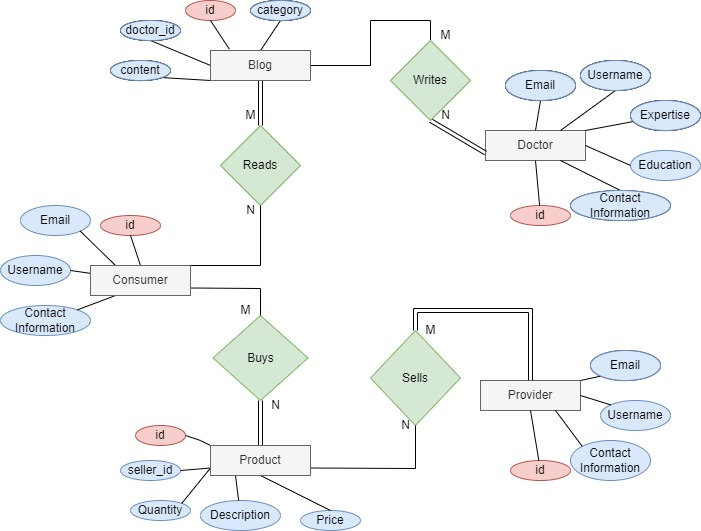 id
category
doctor_id
content
Blog
M
Writes
N
Email
Username
Expertise
Doctor
Education
Contact
Information
id
M
Reads
N
Email
id
Username
Consumer
Contact
Information
M
Buys
N
M
Sells
N
Email
Provider
Username
Contact
Information
id
id
Product
seller_id
Quantity
Description
Price